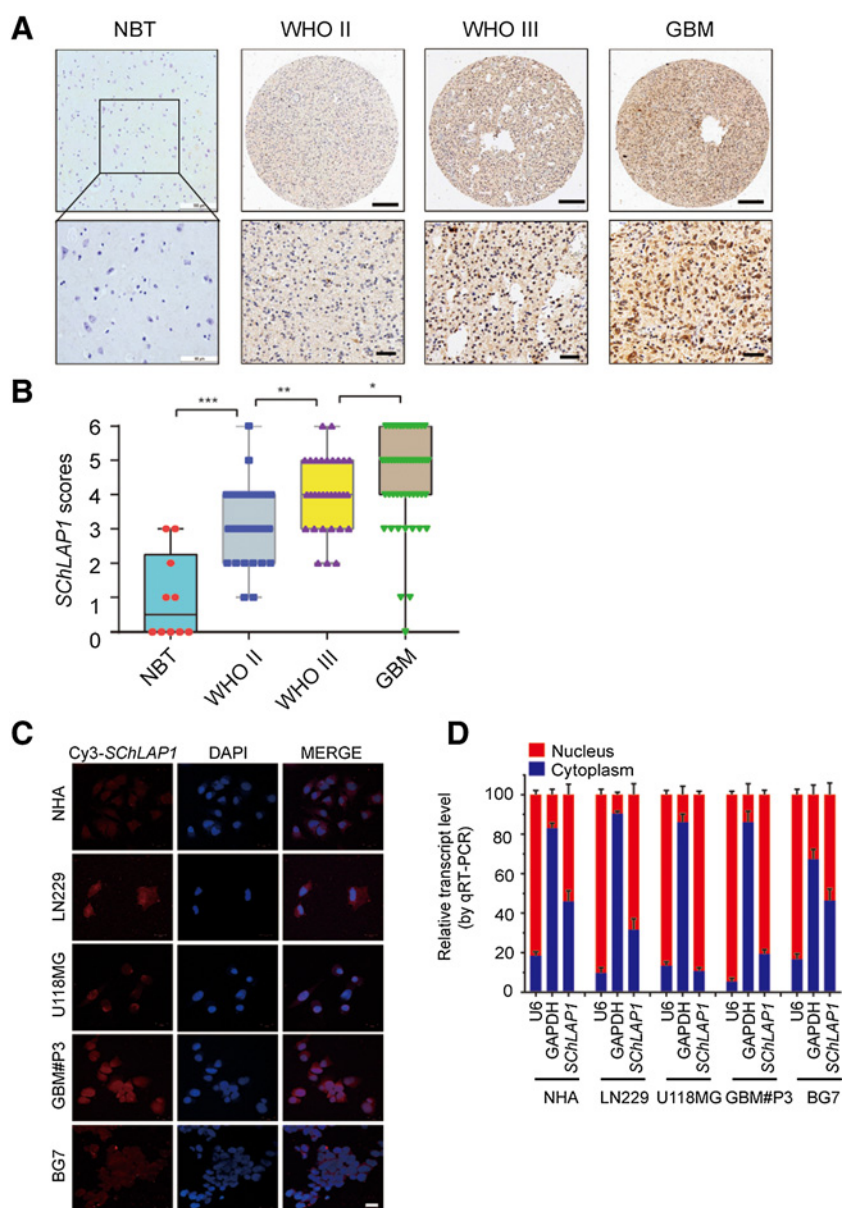 A
NBT WHO II WHO III GBM
B
*** ** *
SChLAP1 scores
6
5
4
3
2
1
0
NBT WHO II WHO III GBM
C
Cy3-SChLAP1 DAPI MERGE
NHA
LN229
U118MG
GBM#P3
BG7
D
Nucleus
Cytoplasm
Relative transcript level
(by qRT-PCR)
100
80
60
40
20
0
U6 GAPDH SChLAP1 U6 GAPDH SChLAP1 U6 GAPDH SChLAP1 U6 GAPDH SChLAP1 U6 GAPDH SChLAP1
NHA LN229 U118MG GBM#P3 BG7